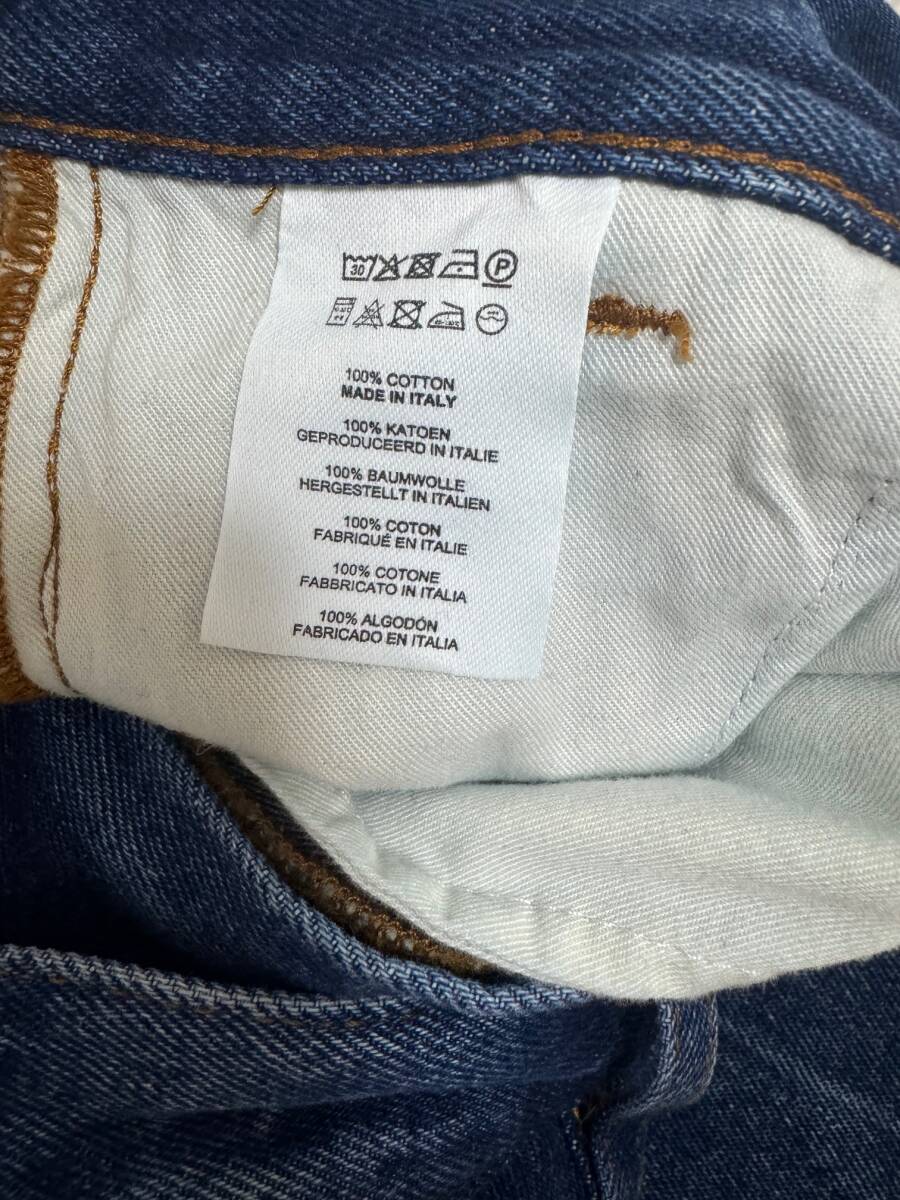 30 P
100% COTTON
MADE IN ITALY
100% KATOEN
GEPRODUCEERD IN ITALIE
100% BAUMWOLLE
HERGESTELLT IN ITALIEN
100% COTON
FABRIQUÉ EN ITALIE
100% COTONE
FABBRICATO IN ITALIA
100% ALGODÓN
FABRICADO EN ITALIA